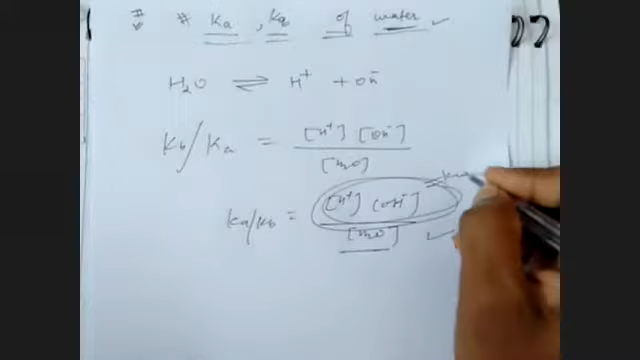 # * Ka , Kb of water ✓
H₂O ⇌ H⁺ + OH⁻
Kb/Ka = [H⁺] [OH⁻] / [H₂O]
Ka/Kb = [H⁺] [OH⁻] / [H₂O]